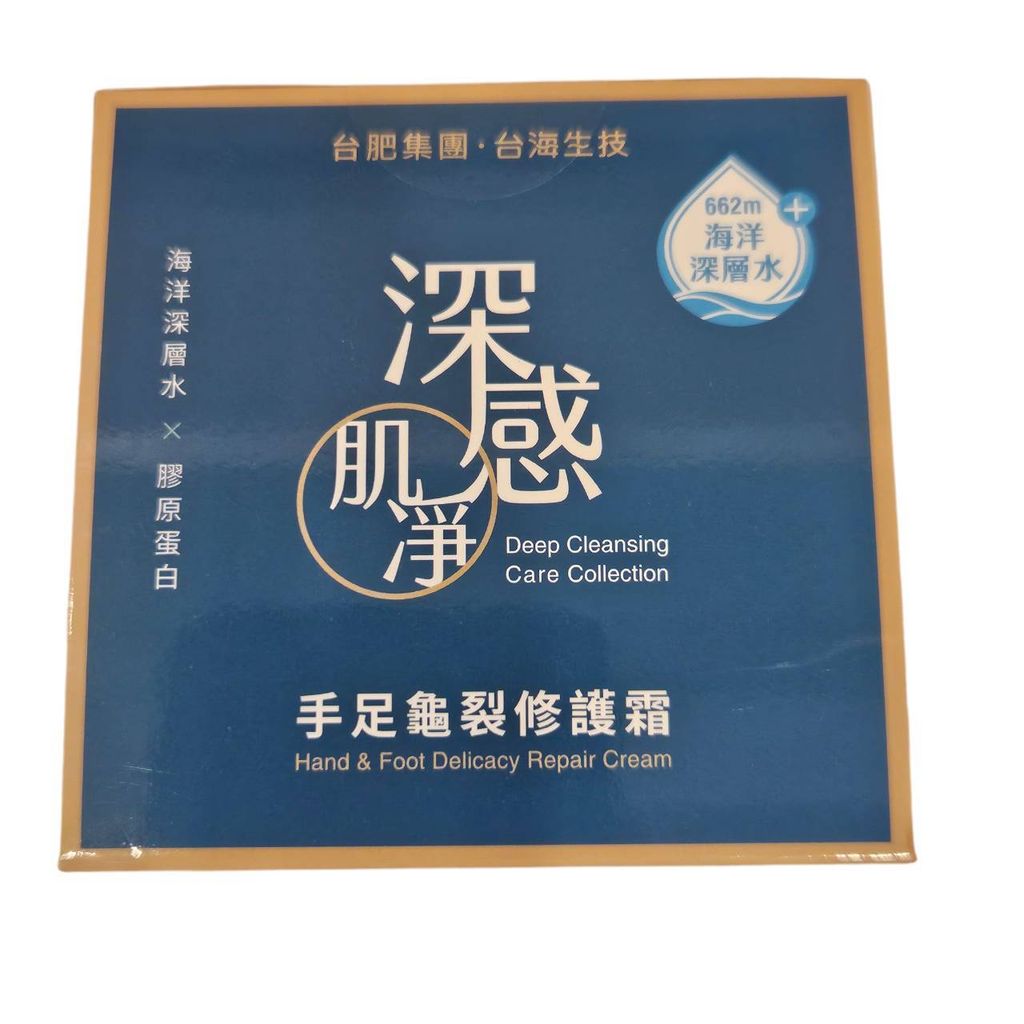 台肥集團·台海生技
662m
海洋
深層水
海洋深層水 × 膠原蛋白
深感
肌淨
Deep Cleansing
Care Collection
手足龜裂修護霜
Hand & Foot Delicacy Repair Cream